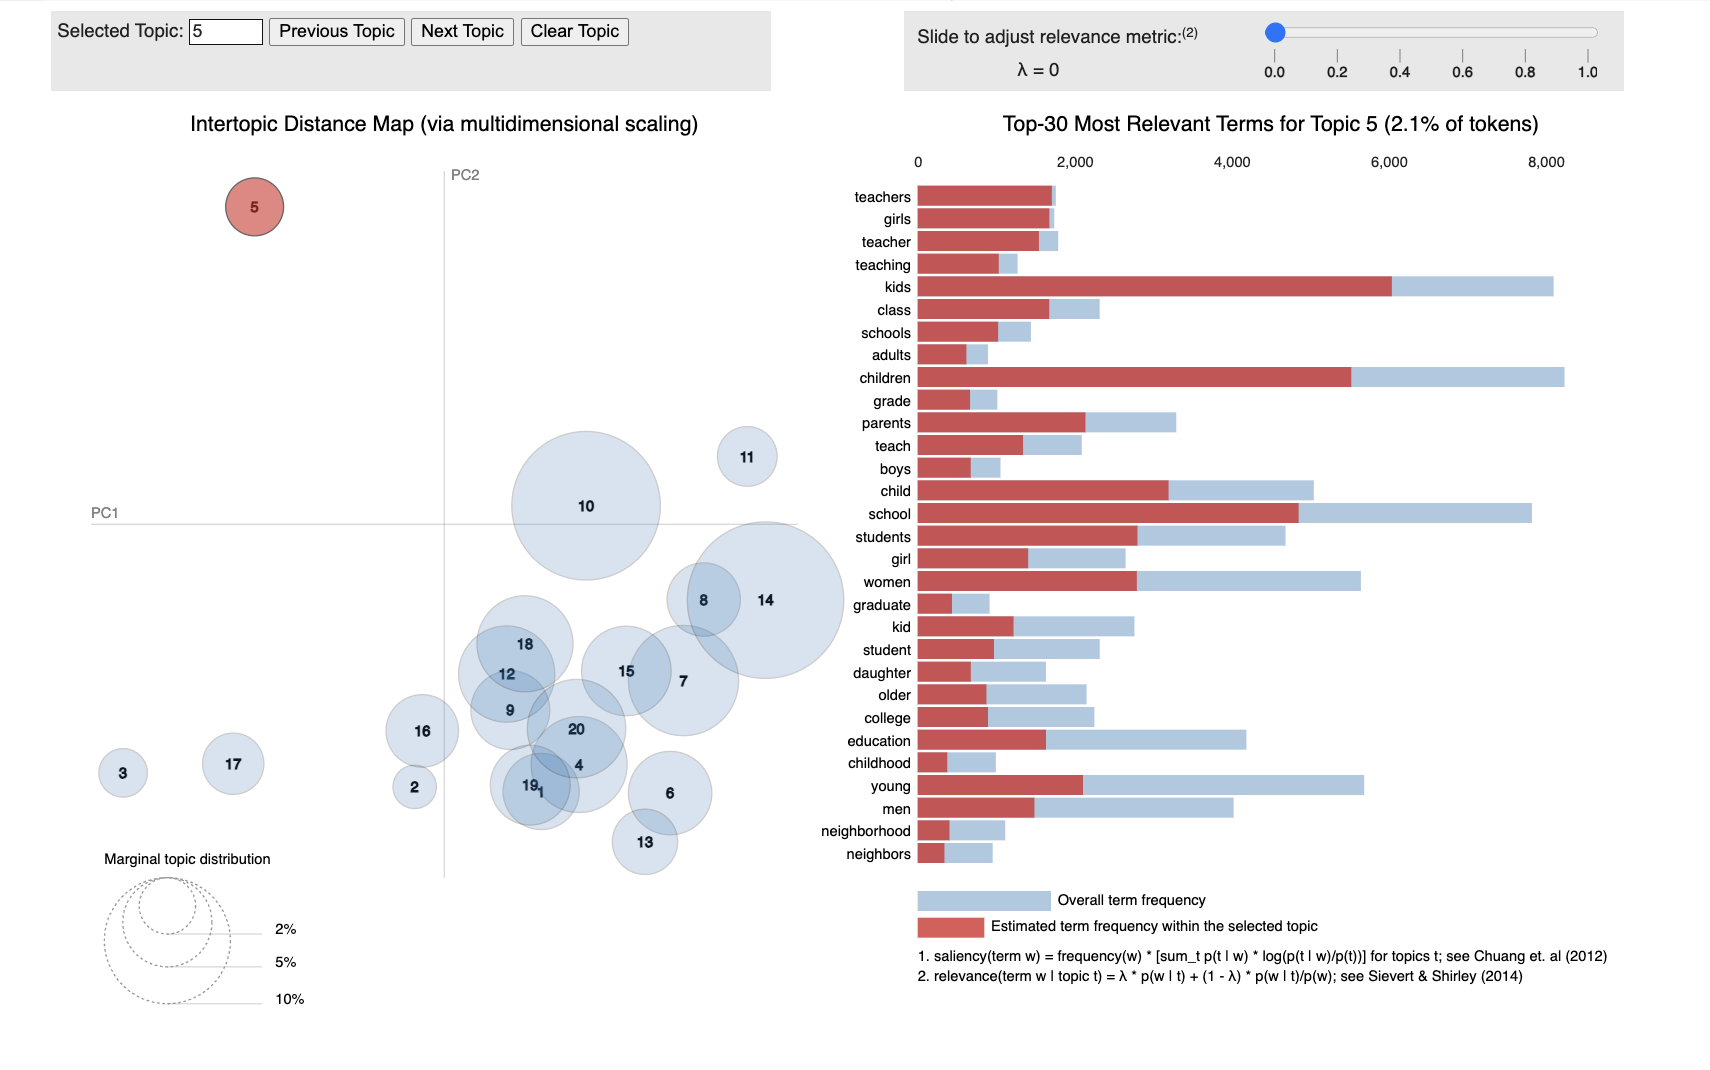 Selected Topic: 5 Previous Topic Next Topic Clear Topic
Slide to adjust relevance metric:(2)
λ = 0
0.0 0.2 0.4 0.6 0.8 1.0
Intertopic Distance Map (via multidimensional scaling)
PC2
PC1
5
11
10
8
14
18
12
15
7
9
16
20
3
17
2
4
19
1
6
13
Marginal topic distribution
2%
5%
10%
Top-30 Most Relevant Terms for Topic 5 (2.1% of tokens)
0 2,000 4,000 6,000 8,000
teachers
girls
teacher
teaching
kids
class
schools
adults
children
grade
parents
teach
boys
child
school
students
girl
women
graduate
kid
student
daughter
older
college
education
childhood
young
men
neighborhood
neighbors
Overall term frequency
Estimated term frequency within the selected topic
1. saliency(term w) = frequency(w) * [sum_t p(t | w) * log(p(t | w)/p(t))] for topics t; see Chuang et. al (2012)
2. relevance(term w | topic t) = λ * p(w | t) + (1 - λ) * p(w | t)/p(w); see Sievert & Shirley (2014)